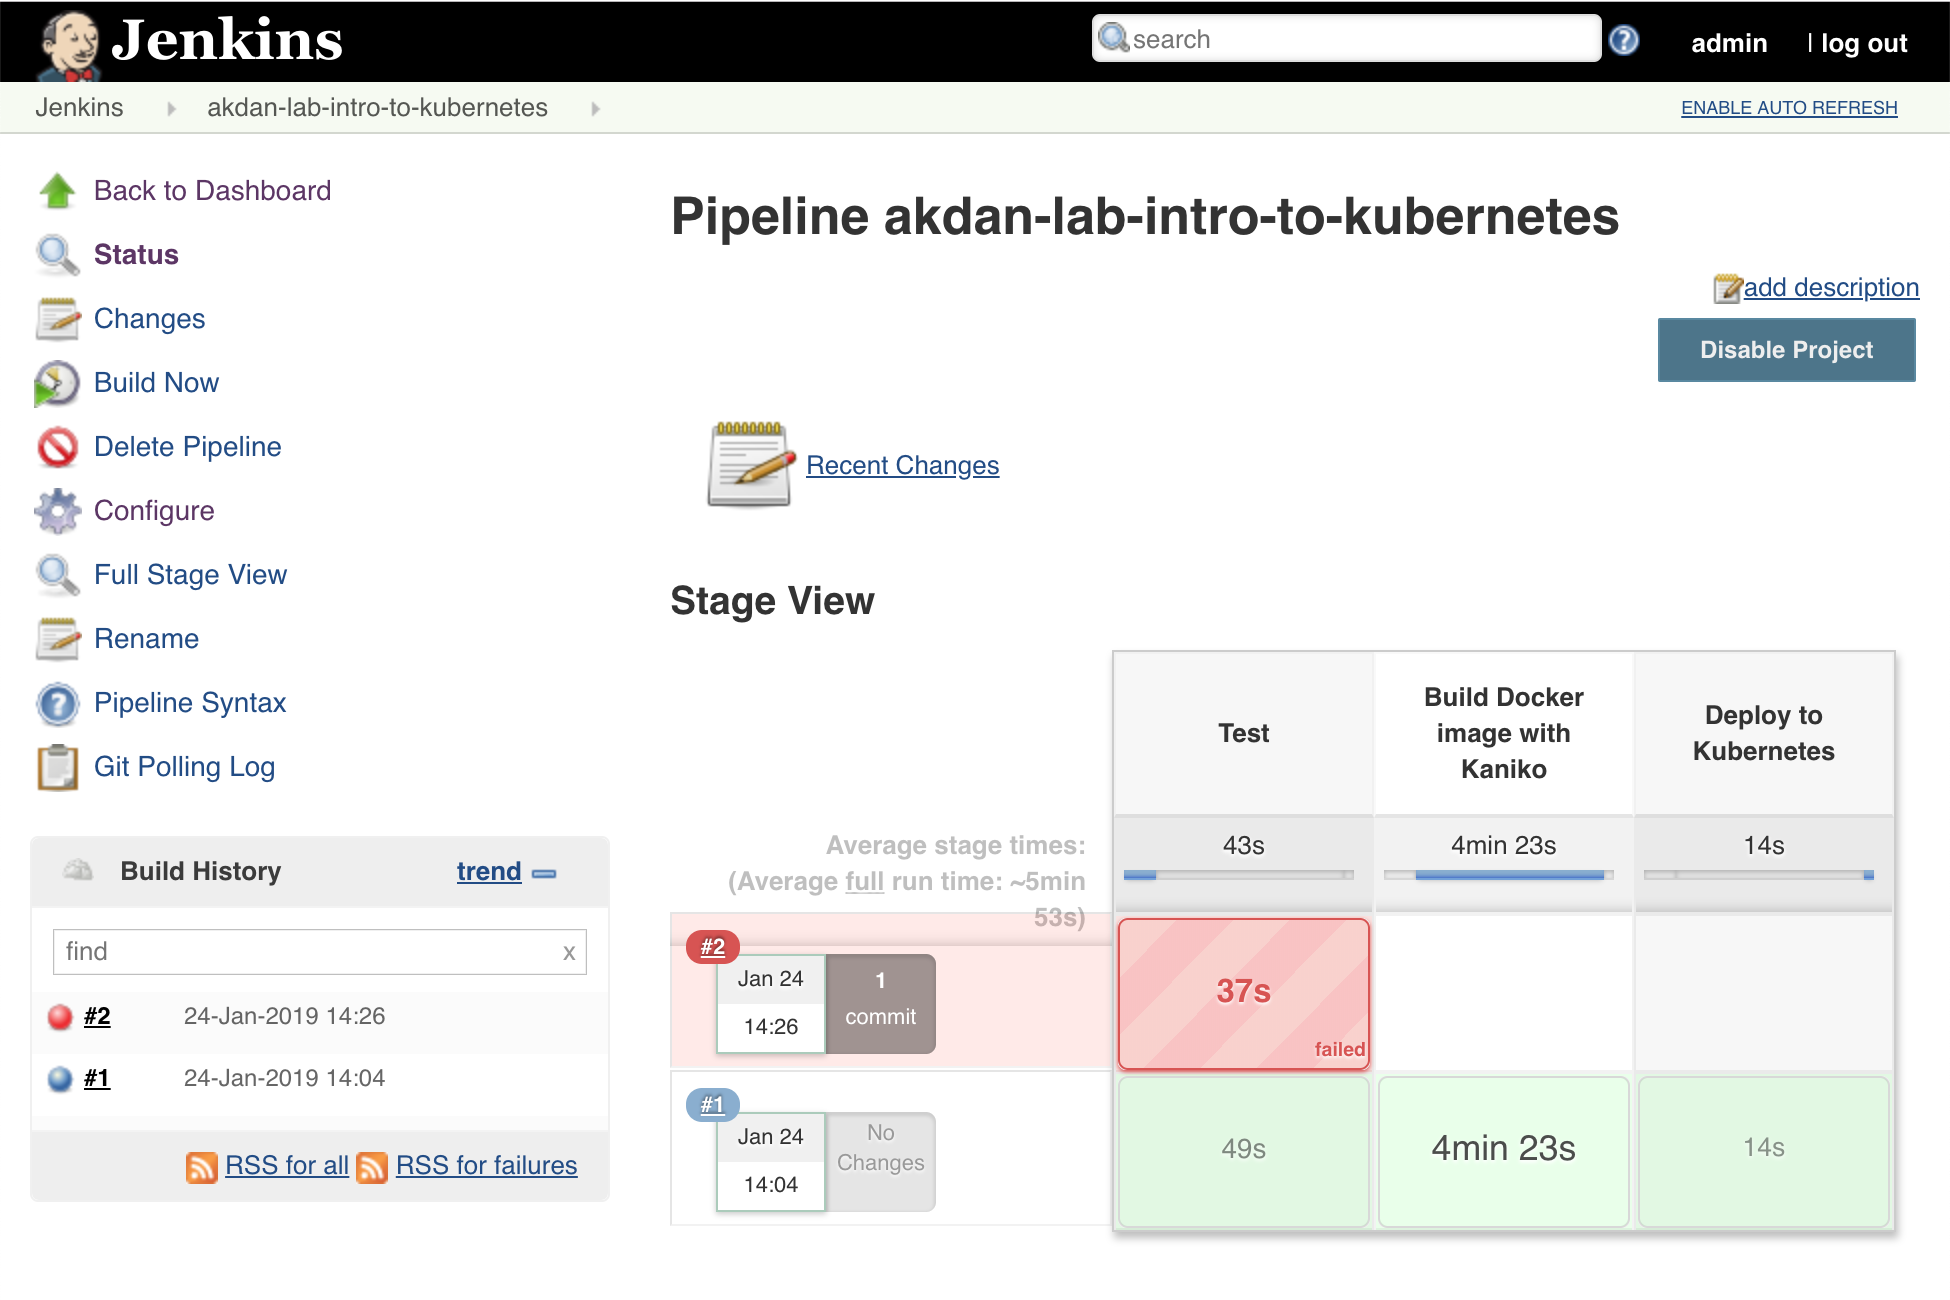 Jenkins
search
?
admin
| log out
Jenkins
akdan-lab-intro-to-kubernetes
ENABLE AUTO REFRESH
Back to Dashboard
Status
Changes
Build Now
Delete Pipeline
Configure
Full Stage View
Rename
Pipeline Syntax
Git Polling Log
Build History
trend
find
x
#2
24-Jan-2019 14:26
#1
24-Jan-2019 14:04
RSS for all
RSS for failures
Pipeline akdan-lab-intro-to-kubernetes
add description
Disable Project
Recent Changes
Stage View
Test
Build Docker
image with
Kaniko
Deploy to
Kubernetes
Average stage times:
(Average full run time: ~5min
53s)
43s
4min 23s
14s
#2
Jan 24
14:26
1
commit
37s
failed
#1
Jan 24
14:04
No
Changes
49s
4min 23s
14s